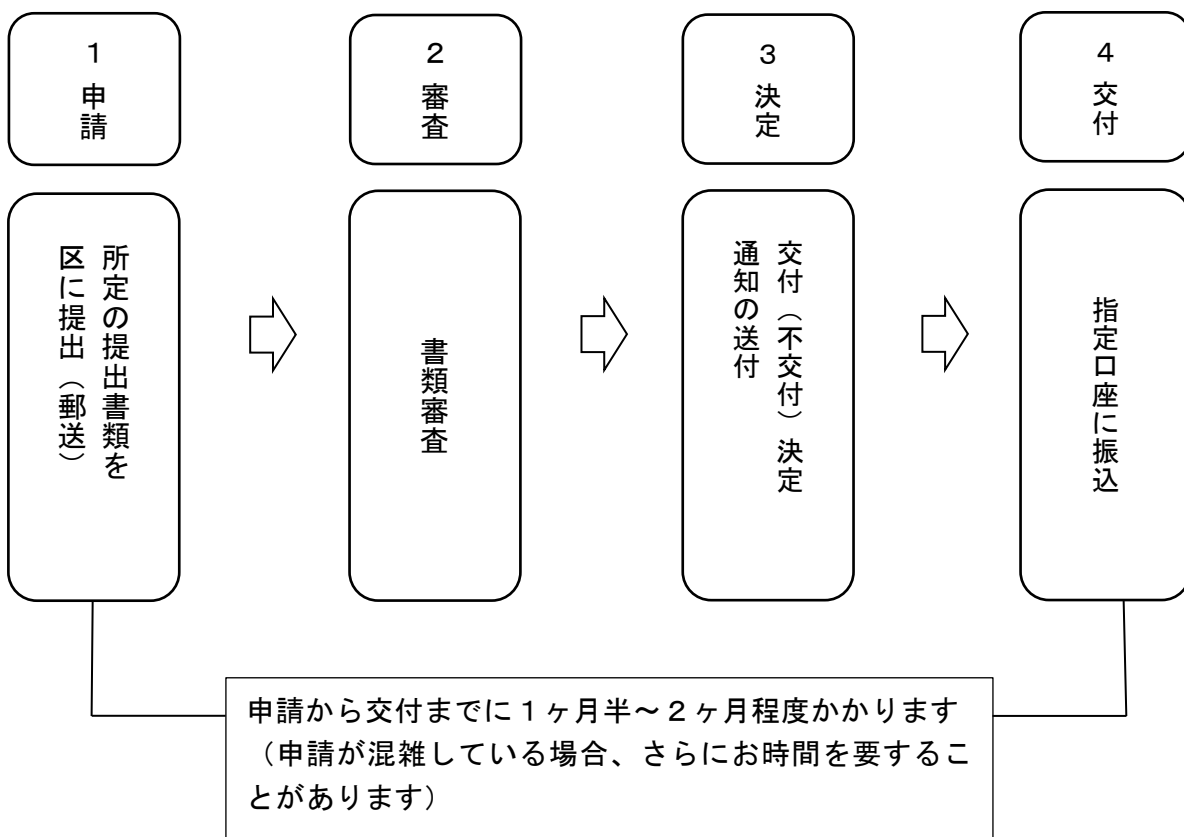 1
申請
2
審査
3
決定
4
交付
所定の提出書類を
区に提出（郵送）
書類審査
交付（不交付）決定
通知の送付
指定口座に振込
申請から交付までに１ヶ月半～２ヶ月程度かかります
（申請が混雑している場合、さらにお時間を要するこ
とがあります）